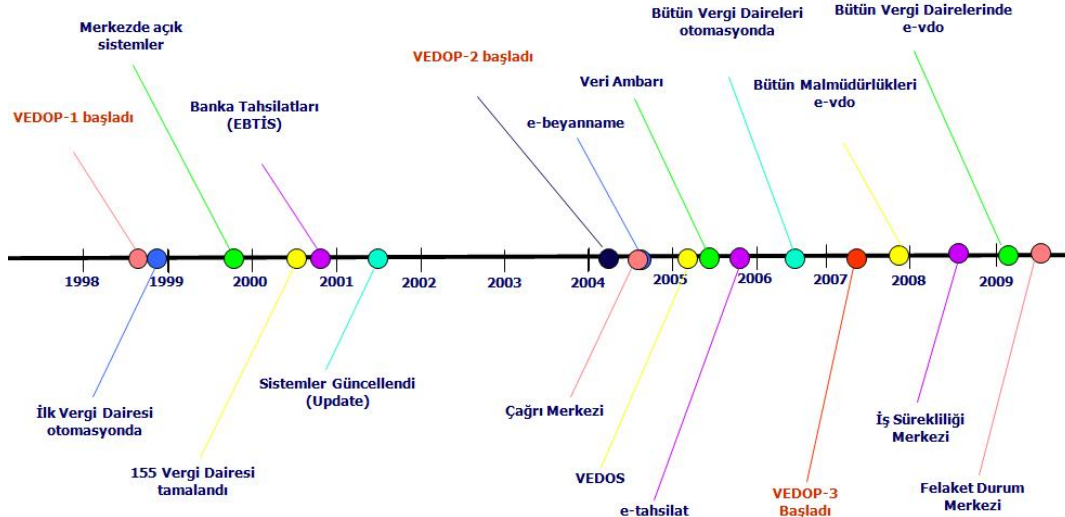 Merkezde açık
sistemler
VEDOP-1 başladı
Banka Tahsilatları
(EBTİS)
VEDOP-2 başladı
e-beyanname
Veri Ambarı
Bütün Vergi Daireleri
otomasyonda
Bütün Malmüdürlükleri
e-vdo
Bütün Vergi Dairelerinde
e-vdo
1998
1999
2000
2001
2002
2003
2004
2005
2006
2007
2008
2009
İlk Vergi Dairesi
otomasyonda
155 Vergi Dairesi
tamalandı
Sistemler Güncellendi
(Update)
Çağrı Merkezi
VEDOS
e-tahsilat
VEDOP-3
Başladı
İş Sürekliliği
Merkezi
Felaket Durum
Merkezi